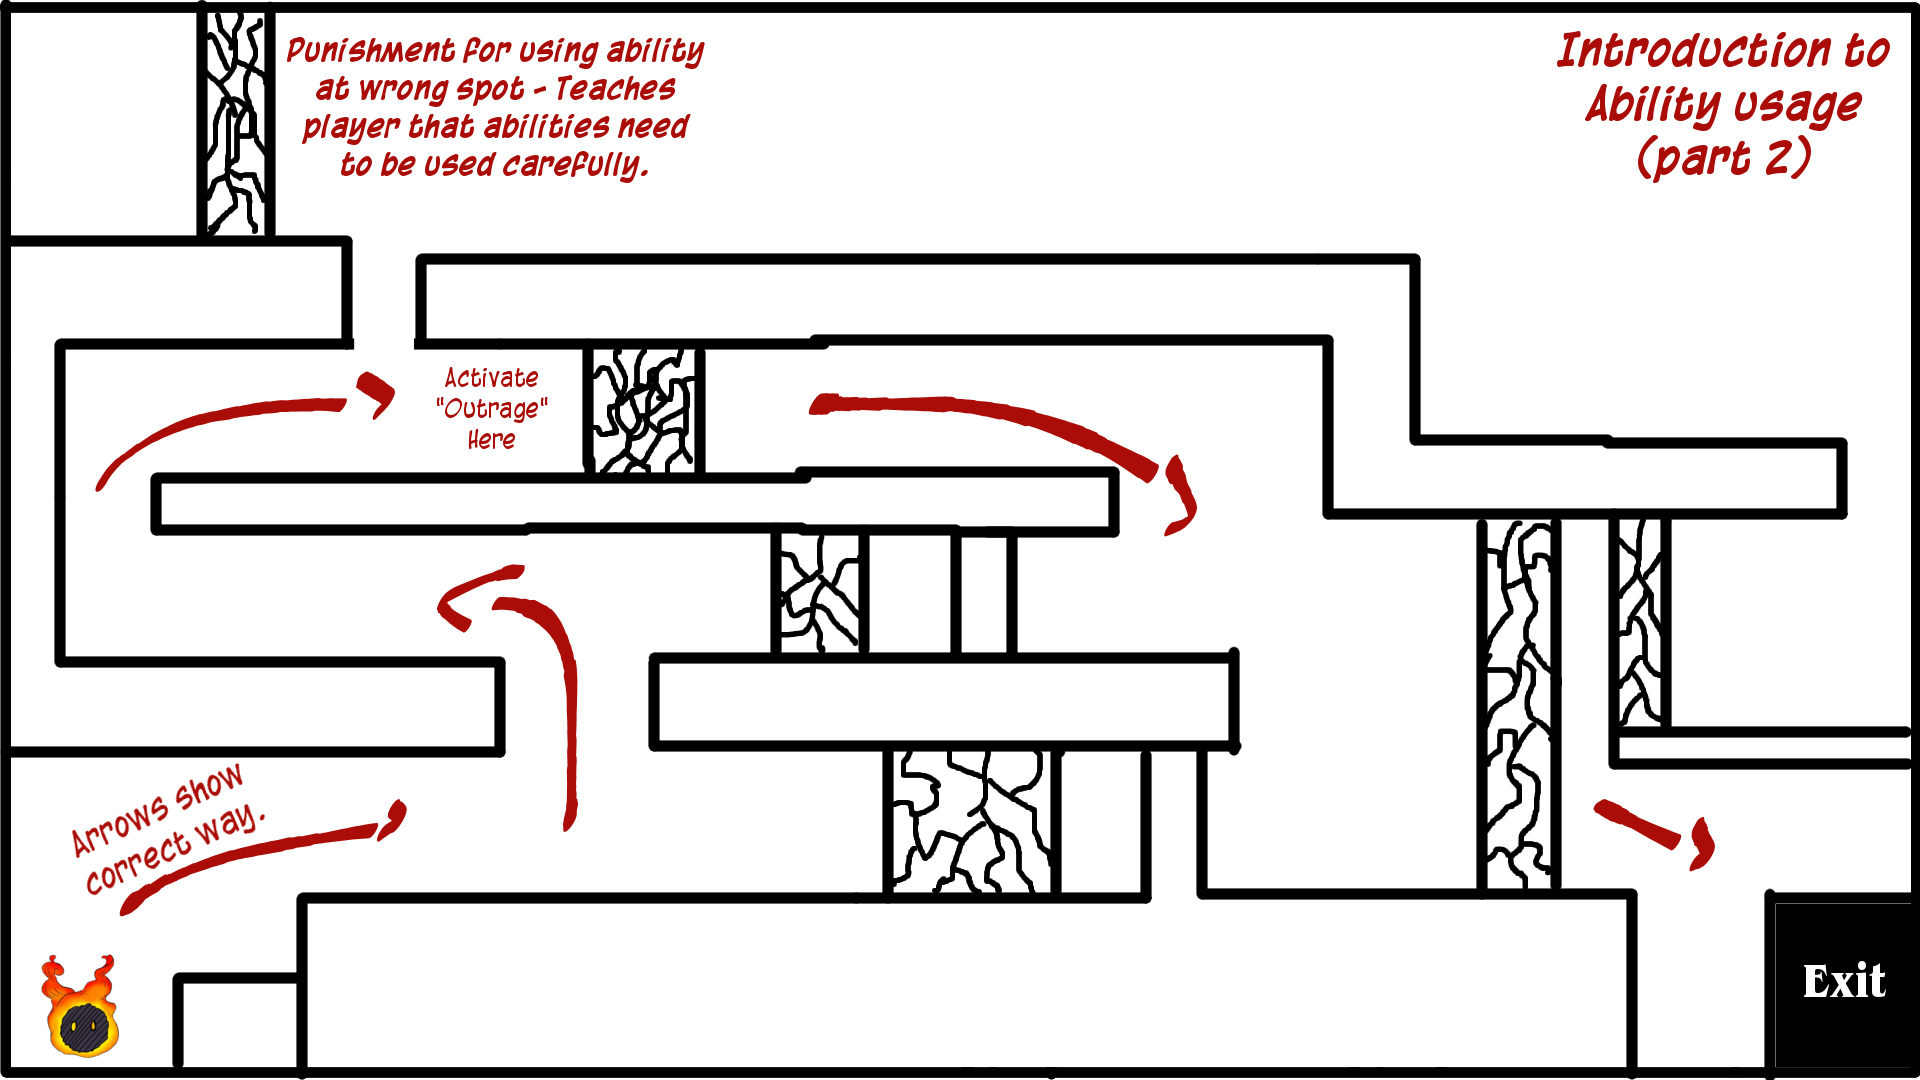 Punishment for using ability
at wrong spot - Teaches
player that abilities need
to be used carefully.
Introduction to
Ability usage
(part 2)
Activate
"Outrage"
Here
Arrows show
correct way.
Exit